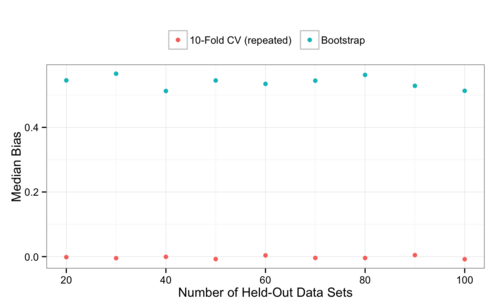 10-Fold CV (repeated) Bootstrap
Median Bias
0.4
0.2
0.0
20 40 60 80 100
Number of Held-Out Data Sets